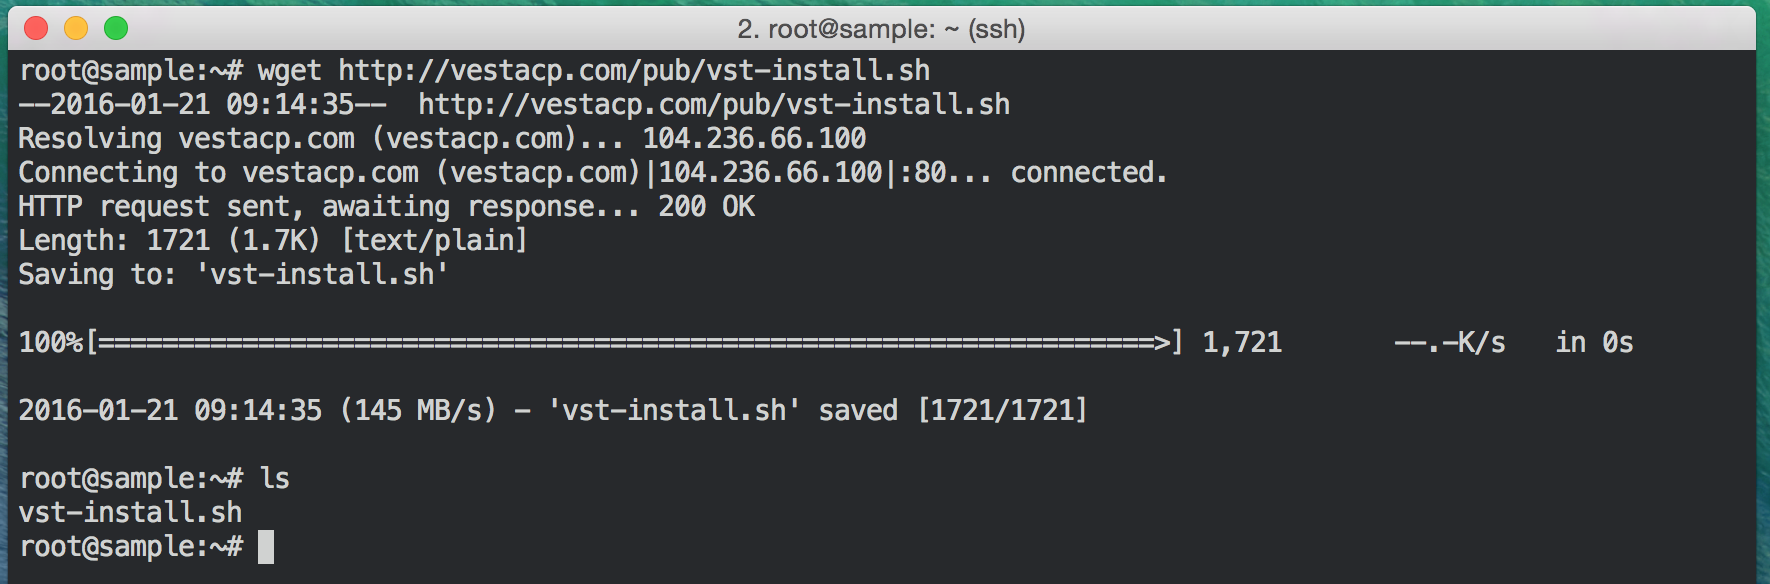 2. root@sample: ~ (ssh)
root@sample:~# wget http://vestacp.com/pub/vst-install.sh
--2016-01-21 09:14:35--  http://vestacp.com/pub/vst-install.sh
Resolving vestacp.com (vestacp.com)... 104.236.66.100
Connecting to vestacp.com (vestacp.com)|104.236.66.100|:80... connected.
HTTP request sent, awaiting response... 200 OK
Length: 1721 (1.7K) [text/plain]
Saving to: 'vst-install.sh'
100%[==================================================================>] 1,721       --.-K/s   in 0s
2016-01-21 09:14:35 (145 MB/s) - 'vst-install.sh' saved [1721/1721]
root@sample:~# ls
vst-install.sh
root@sample:~#